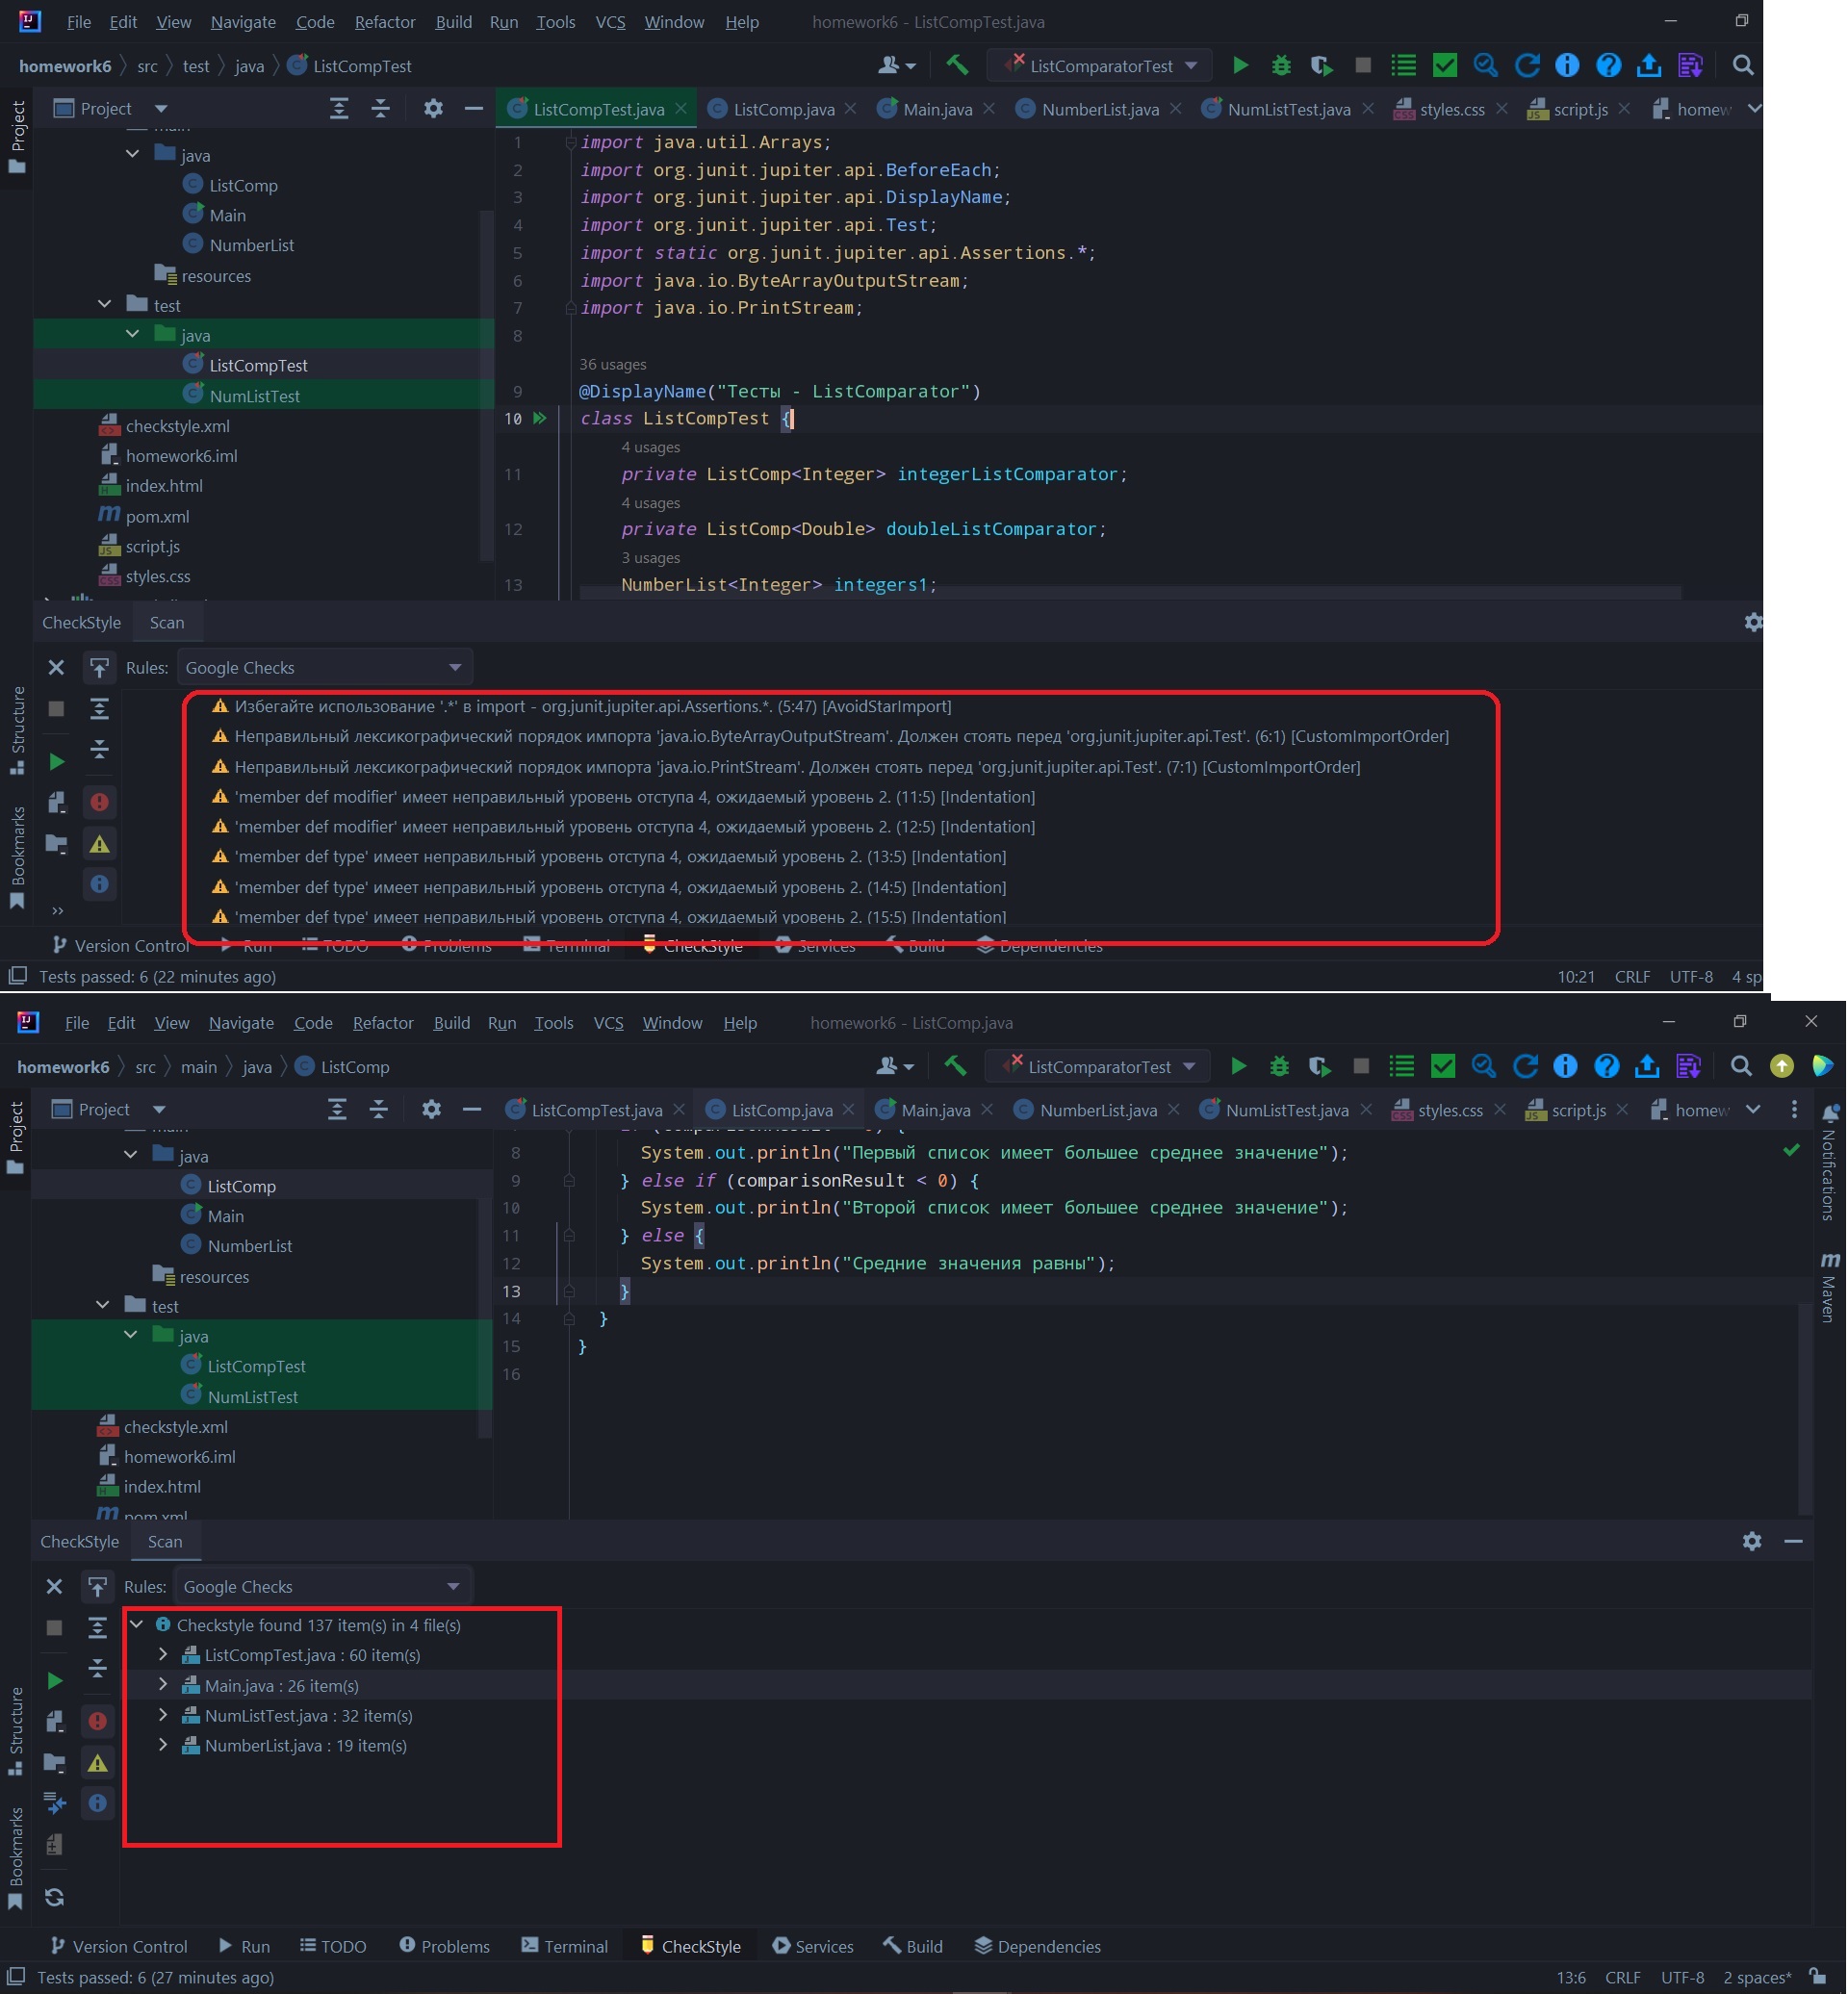 File Edit View Navigate Code Refactor Build Run Tools VCS Window Help homework6 - ListCompTest.java
homework6 src test java ListCompTest ListComparatorTest
Project
Project ListCompTest.java ListComp.java Main.java NumberList.java NumListTest.java styles.css script.js homew
main
java
ListComp
Main
NumberList
resources
test
java
ListCompTest
NumListTest
checkstyle.xml
homework6.iml
index.html
pom.xml
script.js
styles.css
1 import java.util.Arrays;
2 import org.junit.jupiter.api.BeforeEach;
3 import org.junit.jupiter.api.DisplayName;
4 import org.junit.jupiter.api.Test;
5 import static org.junit.jupiter.api.Assertions.*;
6 import java.io.ByteArrayOutputStream;
7 import java.io.PrintStream;
8
36 usages
9 @DisplayName("Тесты - ListComparator")
10 class ListCompTest {
4 usages
11 private ListComp<Integer> integerListComparator;
4 usages
12 private ListComp<Double> doubleListComparator;
3 usages
13 NumberList<Integer> integers1;
CheckStyle Scan
Rules: Google Checks
Structure
Bookmarks
Избегайте использование '.*' в import - org.junit.jupiter.api.Assertions.*. (5:47) [AvoidStarImport]
Неправильный лексикографический порядок импорта 'java.io.ByteArrayOutputStream'. Должен стоять перед 'org.junit.jupiter.api.Test'. (6:1) [CustomImportOrder]
Неправильный лексикографический порядок импорта 'java.io.PrintStream'. Должен стоять перед 'org.junit.jupiter.api.Test'. (7:1) [CustomImportOrder]
'member def modifier' имеет неправильный уровень отступа 4, ожидаемый уровень 2. (11:5) [Indentation]
'member def modifier' имеет неправильный уровень отступа 4, ожидаемый уровень 2. (12:5) [Indentation]
'member def type' имеет неправильный уровень отступа 4, ожидаемый уровень 2. (13:5) [Indentation]
'member def type' имеет неправильный уровень отступа 4, ожидаемый уровень 2. (14:5) [Indentation]
'member def type' имеет неправильный уровень отступа 4, ожидаемый уровень 2. (15:5) [Indentation]
Version Control Run TODO Problems Terminal CheckStyle Services Build Dependencies
Tests passed: 6 (22 minutes ago) 10:21 CRLF UTF-8 4 sp
File Edit View Navigate Code Refactor Build Run Tools VCS Window Help homework6 - ListComp.java
homework6 src main java ListComp ListComparatorTest
Project
Project ListCompTest.java ListComp.java Main.java NumberList.java NumListTest.java styles.css script.js homew
main
java
ListComp
Main
NumberList
resources
test
java
ListCompTest
NumListTest
checkstyle.xml
homework6.iml
index.html
pom.xml
8 System.out.println("Первый список имеет большее среднее значение");
9 } else if (comparisonResult < 0) {
10 System.out.println("Второй список имеет большее среднее значение");
11 } else {
12 System.out.println("Средние значения равны");
13 }
14 }
15 }
16
Notifications
Maven
CheckStyle Scan
Rules: Google Checks
Structure
Bookmarks
Checkstyle found 137 item(s) in 4 file(s)
ListCompTest.java : 60 item(s)
Main.java : 26 item(s)
NumListTest.java : 32 item(s)
NumberList.java : 19 item(s)
Version Control Run TODO Problems Terminal CheckStyle Services Build Dependencies
Tests passed: 6 (27 minutes ago) 13:6 CRLF UTF-8 2 spaces*